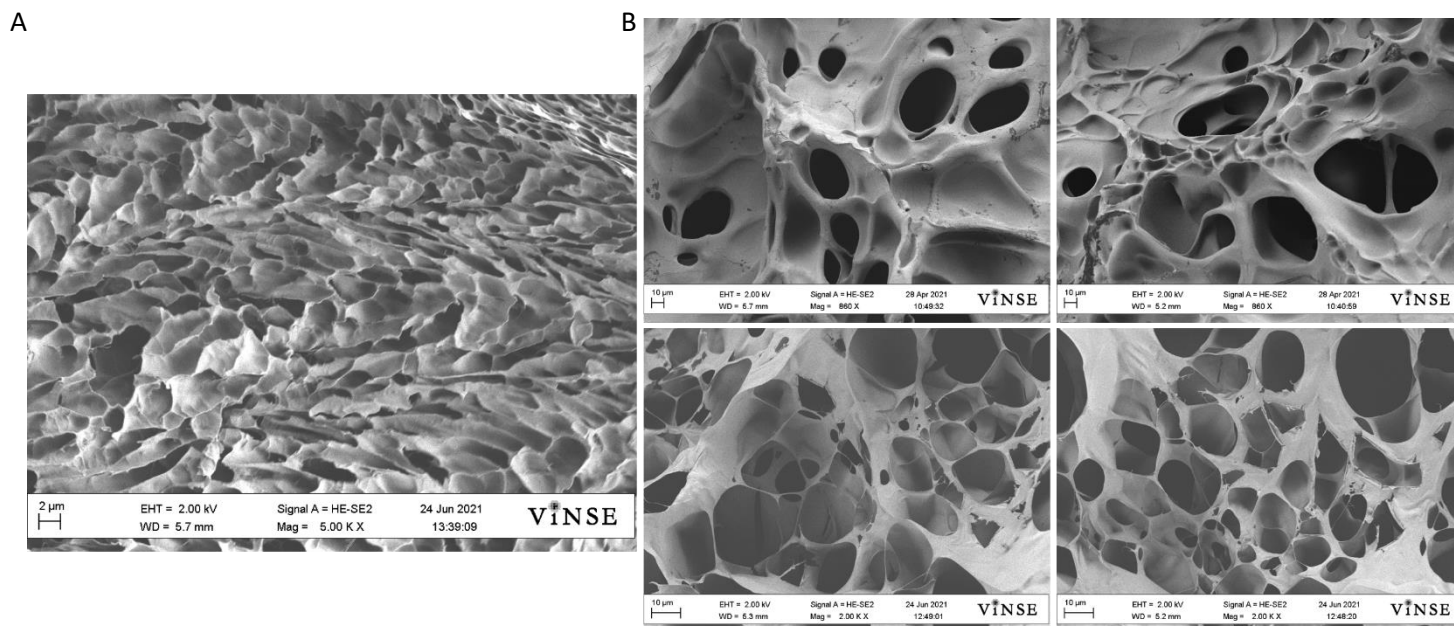 A
2 µm
EHT = 2.00 kV
WD = 5.7 mm
Signal A = HE-SE2
Mag = 5.00 K X
24 Jun 2021
13:39:09
ViNSE
B
10 µm
EHT = 2.00 kV
WD = 5.7 mm
Signal A = HE-SE2
Mag = 860 X
28 Apr 2021
10:49:32
ViNSE
10 µm
EHT = 2.00 kV
WD = 5.2 mm
Signal A = HE-SE2
Mag = 860 X
28 Apr 2021
10:40:59
ViNSE
10 µm
EHT = 2.00 kV
WD = 5.3 mm
Signal A = HE-SE2
Mag = 2.00 K X
24 Jun 2021
12:49:01
ViNSE
10 µm
EHT = 2.00 kV
WD = 5.2 mm
Signal A = HE-SE2
Mag = 2.00 K X
24 Jun 2021
12:48:20
ViNSE